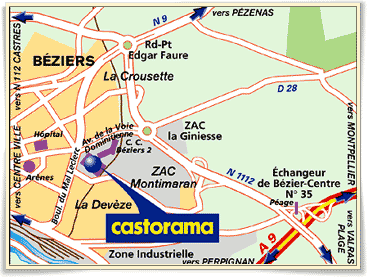 N 9
vers PÉZENAS
vers N 112 CASTRES
Rd-Pt
Edgar Faure
BÉZIERS
La Crousette
D 28
ZAC
la Giniesse
Hôpital
Av. de la Voie
Domitienne
C. C.
Béziers 2
vers CENTRE VILLE
Arènes
Boul. du Mal Leclerc
N 1112
vers MONTPELLIER
ZAC
Montimaran
Échangeur
de Bézier-Centre
N° 35
Péage
La Devèze
castorama
A 9
vers VALRAS
PLAGE
Zone Industrielle
vers PERPIGNAN